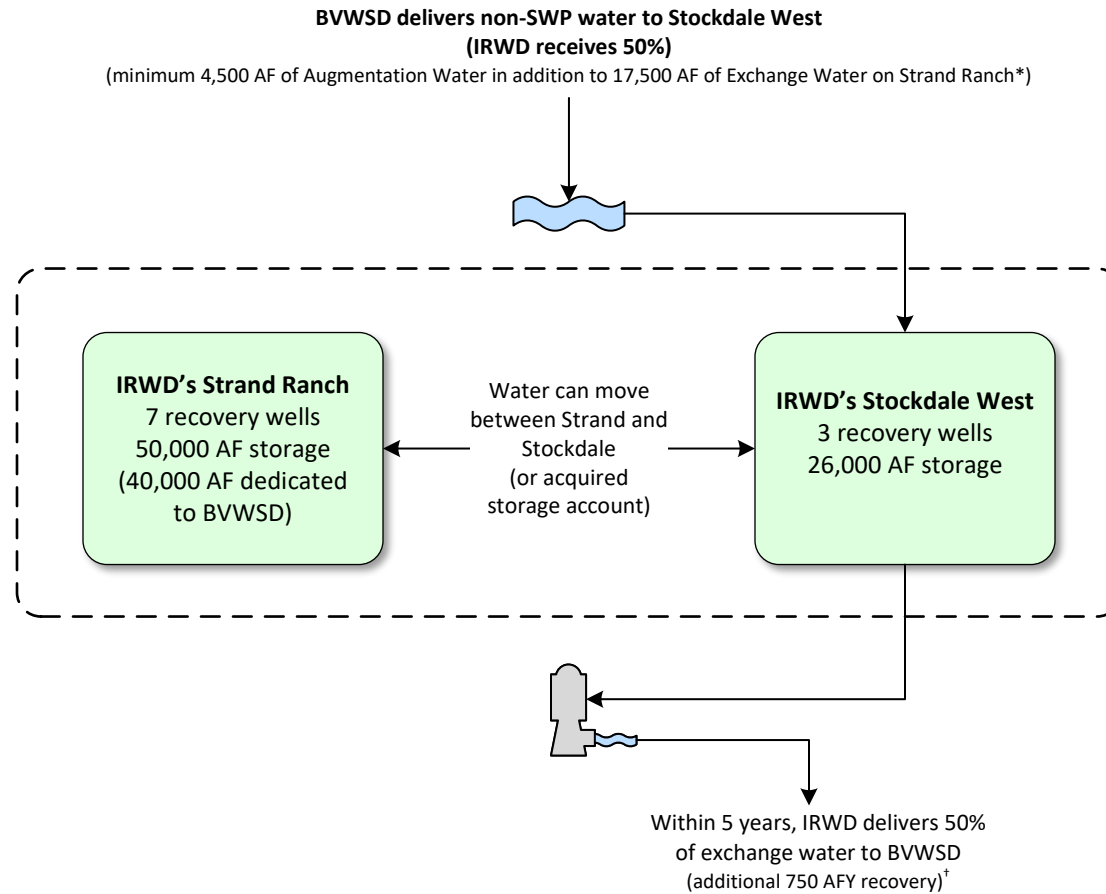 BVWSD delivers non-SWP water to Stockdale West
(IRWD receives 50%)
(minimum 4,500 AF of Augmentation Water in addition to 17,500 AF of Exchange Water on Strand Ranch*)
IRWD’s Strand Ranch
7 recovery wells
50,000 AF storage
(40,000 AF dedicated
to BVWSD)
Water can move
between Strand and
Stockdale
(or acquired
storage account)
IRWD’s Stockdale West
3 recovery wells
26,000 AF storage
Within 5 years, IRWD delivers 50%
of exchange water to BVWSD
(additional 750 AFY recovery)†